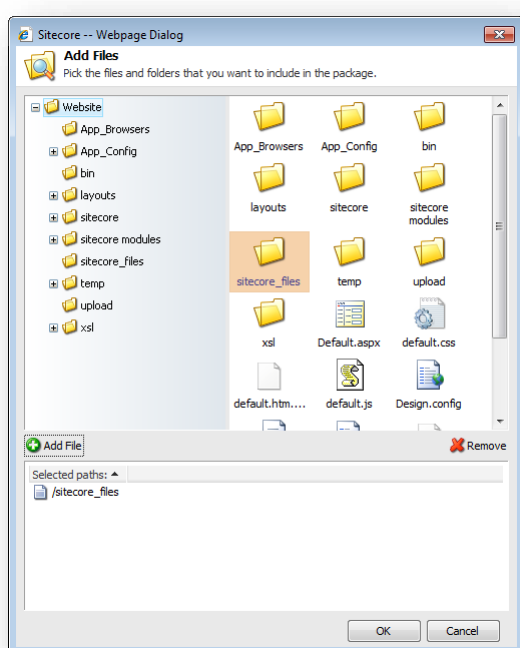 Sitecore -- Webpage Dialog
Add Files
Pick the files and folders that you want to include in the package.
Website
App_Browsers
App_Config
bin
layouts
sitecore
sitecore modules
sitecore_files
temp
upload
xsl
App_Browsers App_Config bin
layouts sitecore sitecore
modules
sitecore_files temp upload
xsl Default.aspx default.css
default.htm.... default.js Design.config
Add File Remove
Selected paths:
/sitecore_files
OK Cancel